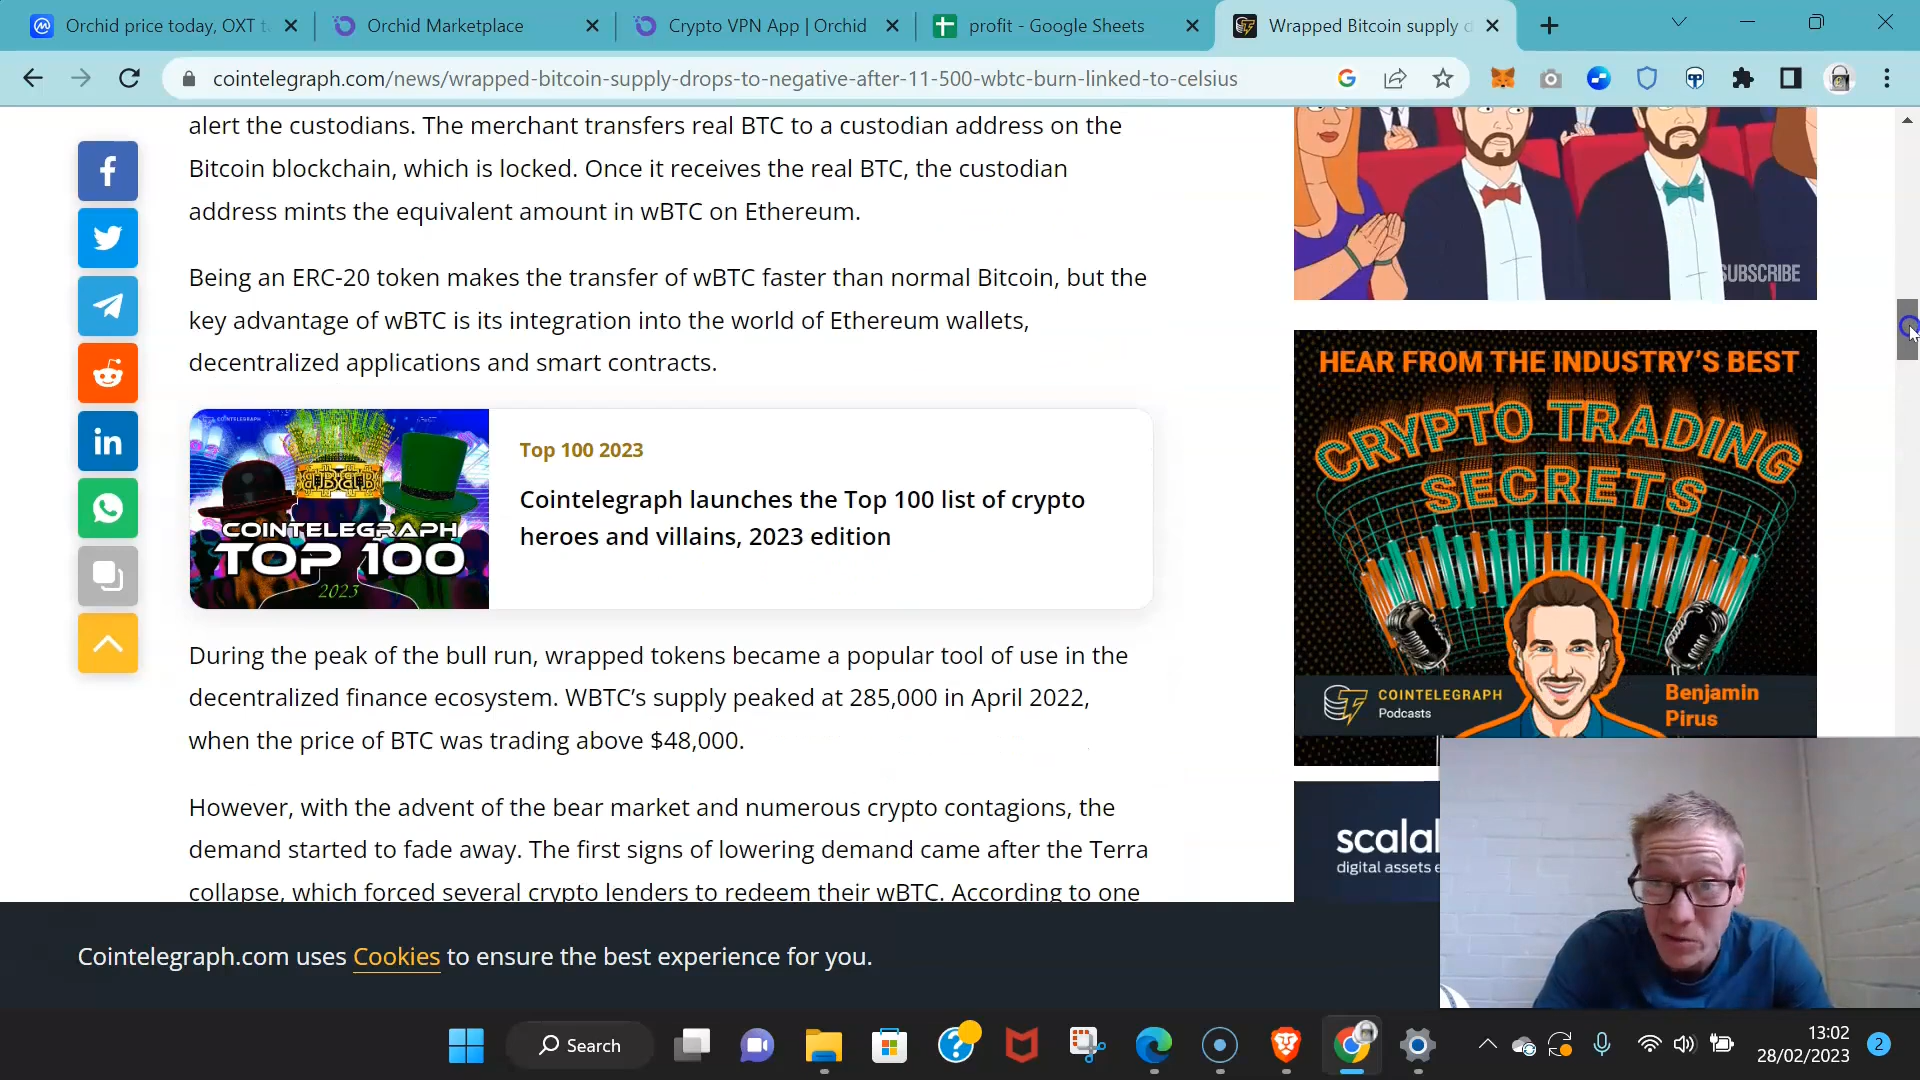 Orchid price today, OXT t
Orchid Marketplace
Crypto VPN App | Orchid
profit - Google Sheets
Wrapped Bitcoin supply d
cointelegraph.com/news/wrapped-bitcoin-supply-drops-to-negative-after-11-500-wbtc-burn-linked-to-celsius
alert the custodians. The merchant transfers real BTC to a custodian address on the
Bitcoin blockchain, which is locked. Once it receives the real BTC, the custodian
address mints the equivalent amount in wBTC on Ethereum.
Being an ERC-20 token makes the transfer of wBTC faster than normal Bitcoin, but the
key advantage of wBTC is its integration into the world of Ethereum wallets,
decentralized applications and smart contracts.
COINTELEGRAPH
TOP 100
2023
Top 100 2023
Cointelegraph launches the Top 100 list of crypto
heroes and villains, 2023 edition
During the peak of the bull run, wrapped tokens became a popular tool of use in the
decentralized finance ecosystem. WBTC's supply peaked at 285,000 in April 2022,
when the price of BTC was trading above $48,000.
However, with the advent of the bear market and numerous crypto contagions, the
demand started to fade away. The first signs of lowering demand came after the Terra
collapse, which forced several crypto lenders to redeem their wBTC. According to one
SUBSCRIBE
HEAR FROM THE INDUSTRY'S BEST
CRYPTO TRADING
SECRETS
COINTELEGRAPH
Podcasts
Benjamin
Pirus
scalal
digital assets e
Cointelegraph.com uses Cookies to ensure the best experience for you.
Search
13:02
28/02/2023
2